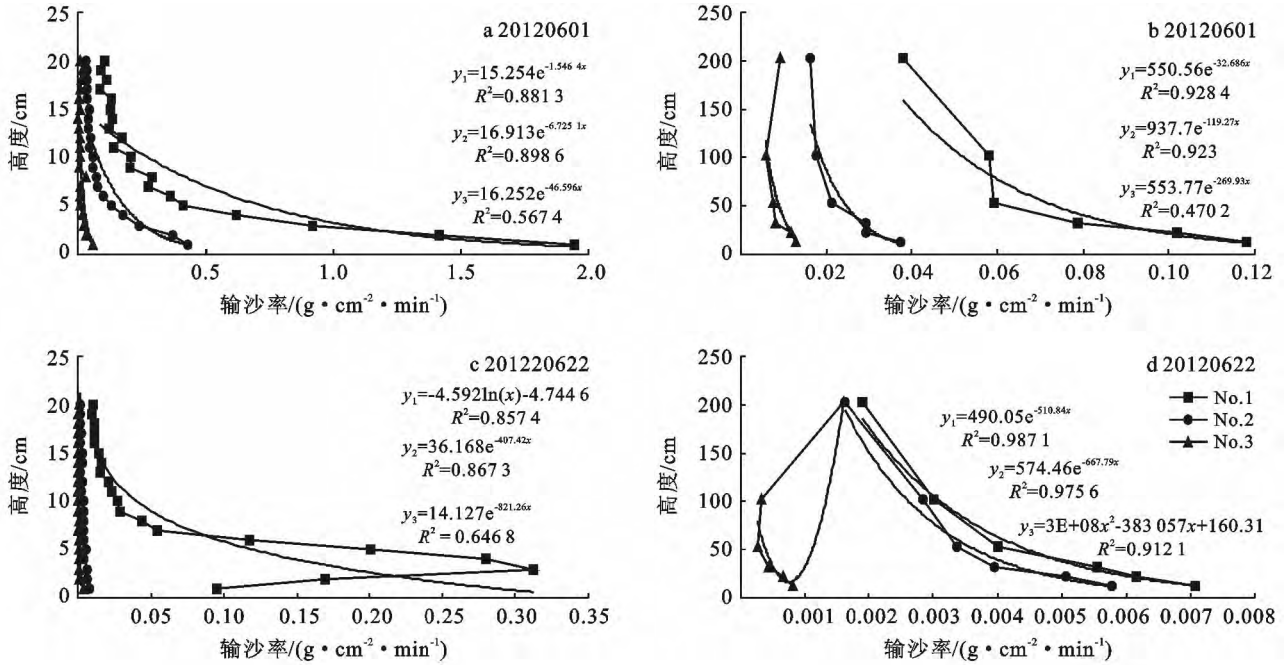 a 20120601
25
20
15
10
5
0
高度/cm
y₁=15.254e^-1.546 4x
R²=0.881 3
y₂=16.913e^-6.725 1x
R²=0.898 6
y₃=16.252e^-46.596x
R²=0.567 4
0.5 1.0 1.5 2.0
输沙率/(g·cm⁻²·min⁻¹)
b 20120601
250
200
150
100
50
0
高度/cm
y₁=550.56e^-32.686x
R²=0.928 4
y₂=937.7e^-119.27x
R²=0.923
y₃=553.77e^-269.93x
R²=0.470 2
0.02 0.04 0.06 0.08 0.10 0.12
输沙率/(g·cm⁻²·min⁻¹)
c 201220622
25
20
15
10
5
0
高度/cm
y₁=-4.592ln(x)-4.744 6
R²=0.857 4
y₂=36.168e^-407.42x
R²=0.867 3
y₃=14.127e^-821.26x
R²=0.646 8
0.05 0.10 0.15 0.20 0.25 0.30 0.35
输沙率/(g·cm⁻²·min⁻¹)
d 20120622
250
200
150
100
50
0
高度/cm
No.1
No.2
No.3
y₁=490.05e^-510.84x
R²=0.987 1
y₂=574.46e^-667.79x
R²=0.975 6
y₃=3E+08x²-383 057x+160.31
R²=0.912 1
0.001 0.002 0.003 0.004 0.005 0.006 0.007 0.008
输沙率/(g·cm⁻²·min⁻¹)